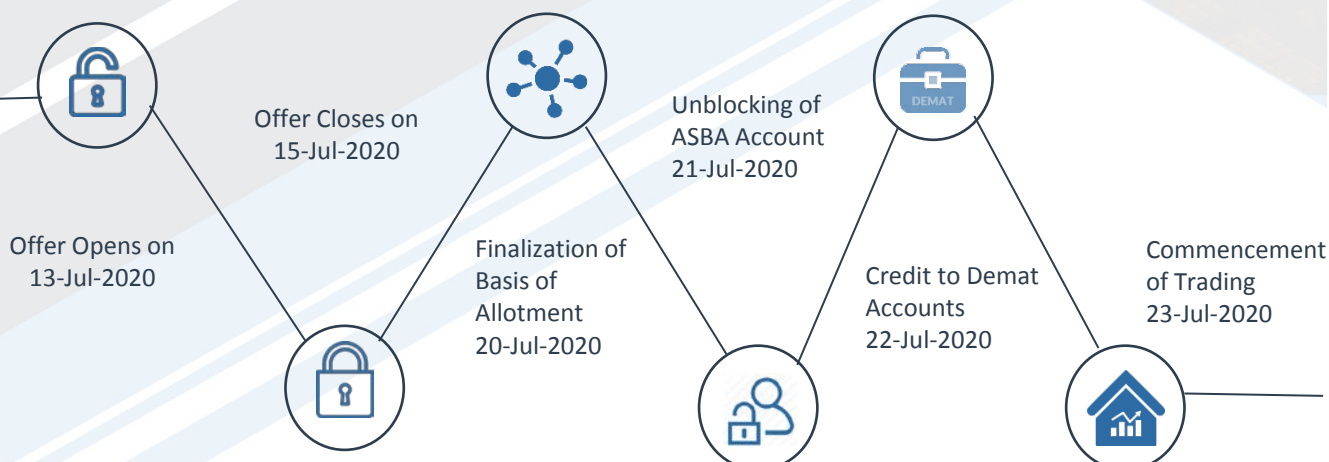 Offer Opens on
13-Jul-2020
Offer Closes on
15-Jul-2020
Finalization of
Basis of
Allotment
20-Jul-2020
Unblocking of
ASBA Account
21-Jul-2020
DEMAT
Credit to Demat
Accounts
22-Jul-2020
Commencement
of Trading
23-Jul-2020